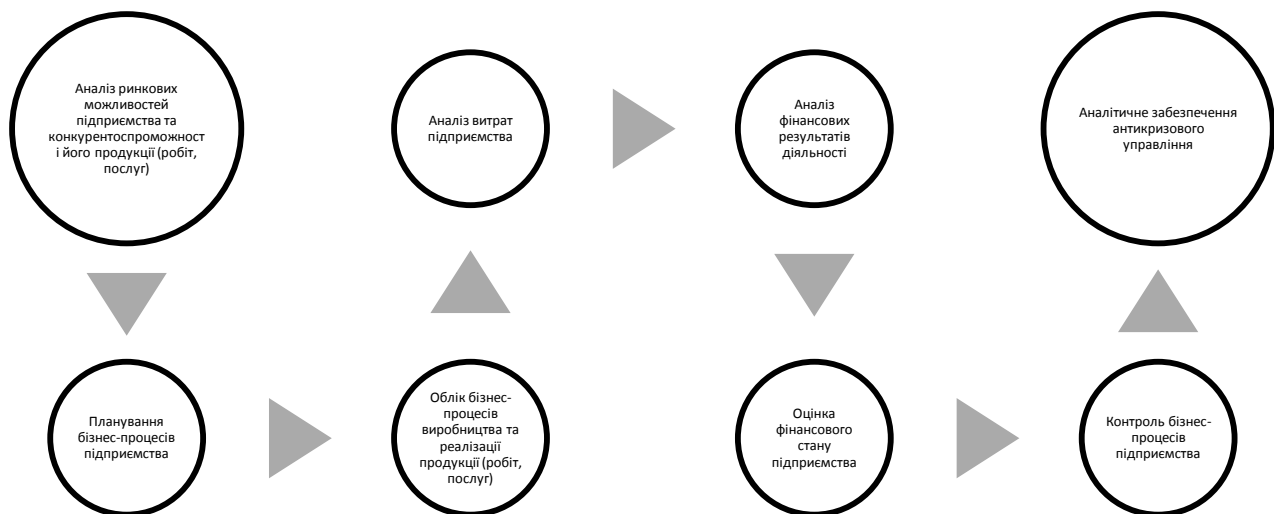 Аналіз ринкових
можливостей
підприємства та
конкурентоспроможност
і його продукції (робіт,
послуг)
Планування
бізнес-процесів
підприємства
Облік бізнес-
процесів
виробництва та
реалізації
продукції (робіт,
послуг)
Аналіз витрат
підприємства
Аналіз
фінансових
результатів
діяльності
Оцінка
фінансового
стану
підприємства
Контроль бізнес-
процесів
підприємства
Аналітичне забезпечення
антикризового
управління